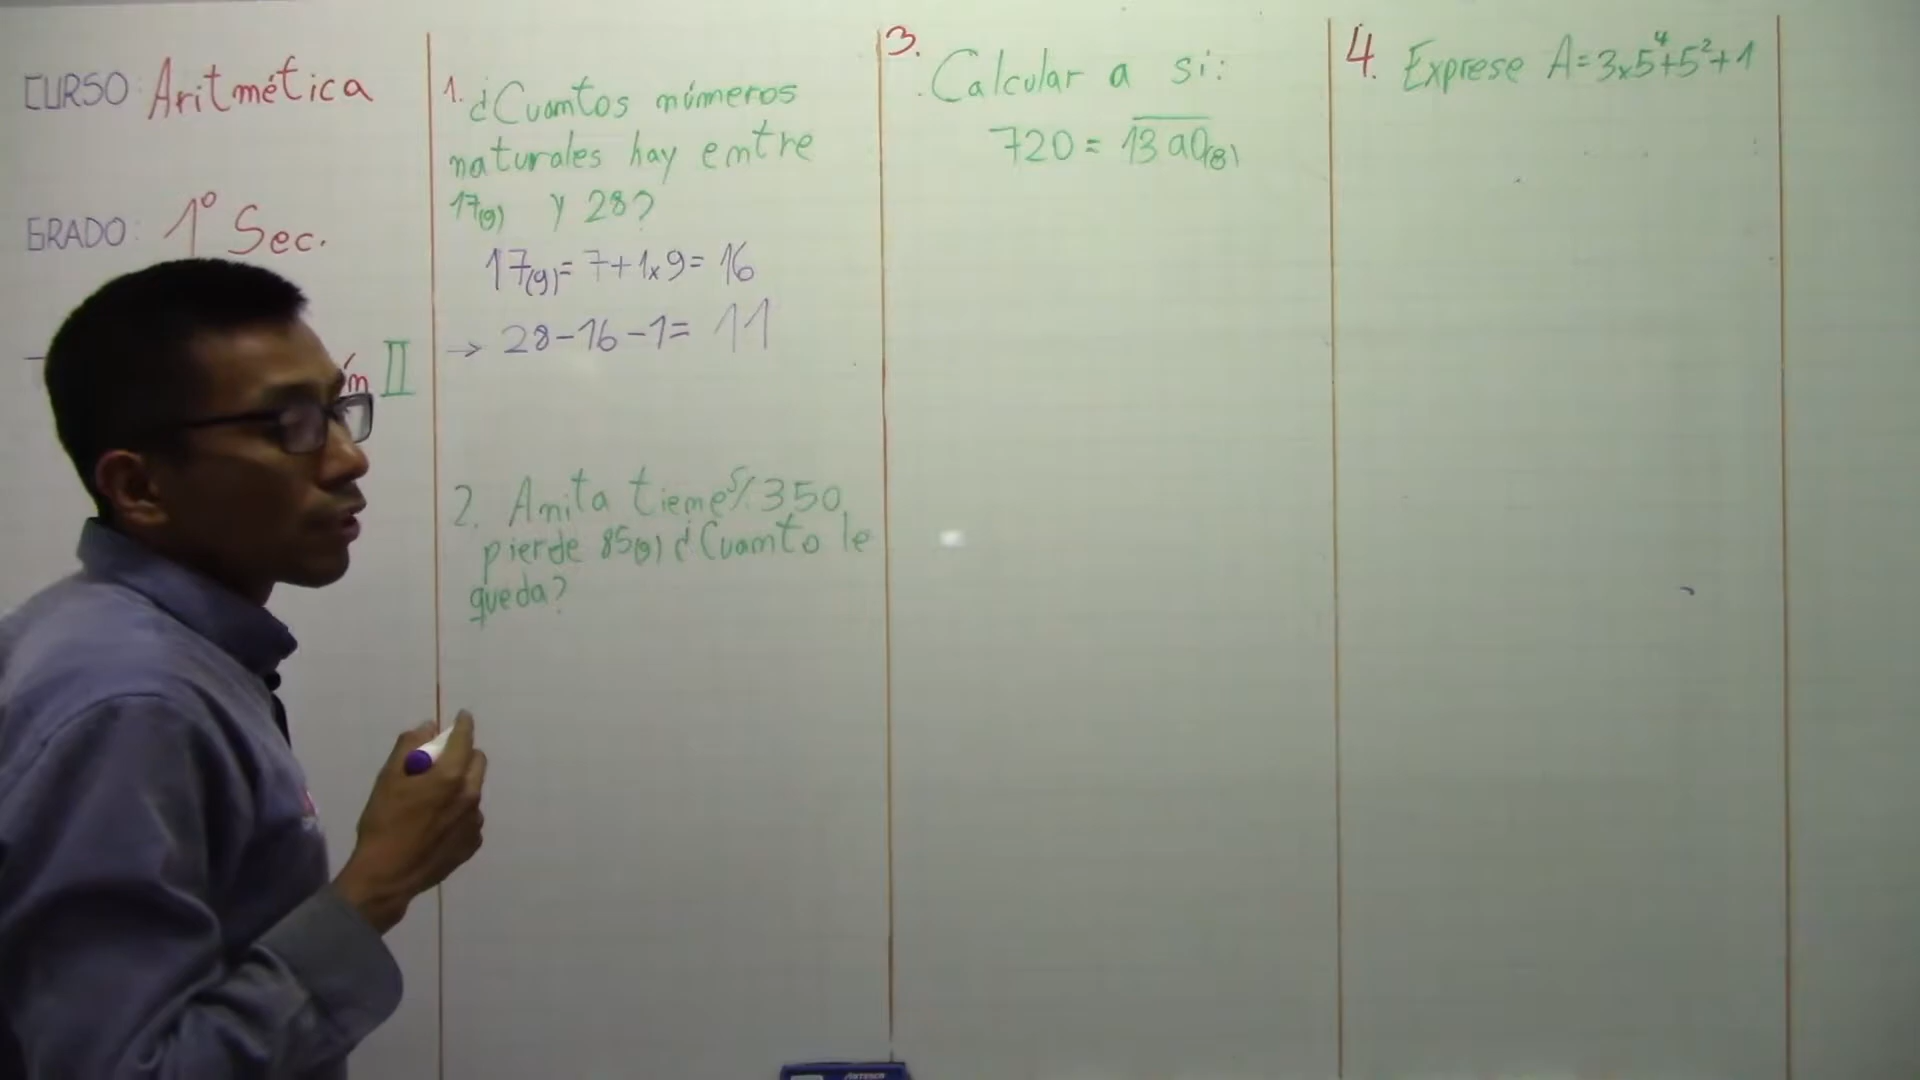 CURSO: Aritmética
GRADO: 1° Sec.
II
1. ¿Cuantos números
naturales hay entre
17(9) y 28?
17(9)= 7+1x9= 16
→ 28-16-1= 11
2. Anita tiene S/.350,
pierde 85(9) ¿Cuanto le
queda?
3. Calcular a si:
720 = 13a0(8)
4. Exprese A=3x5⁴+5²+1